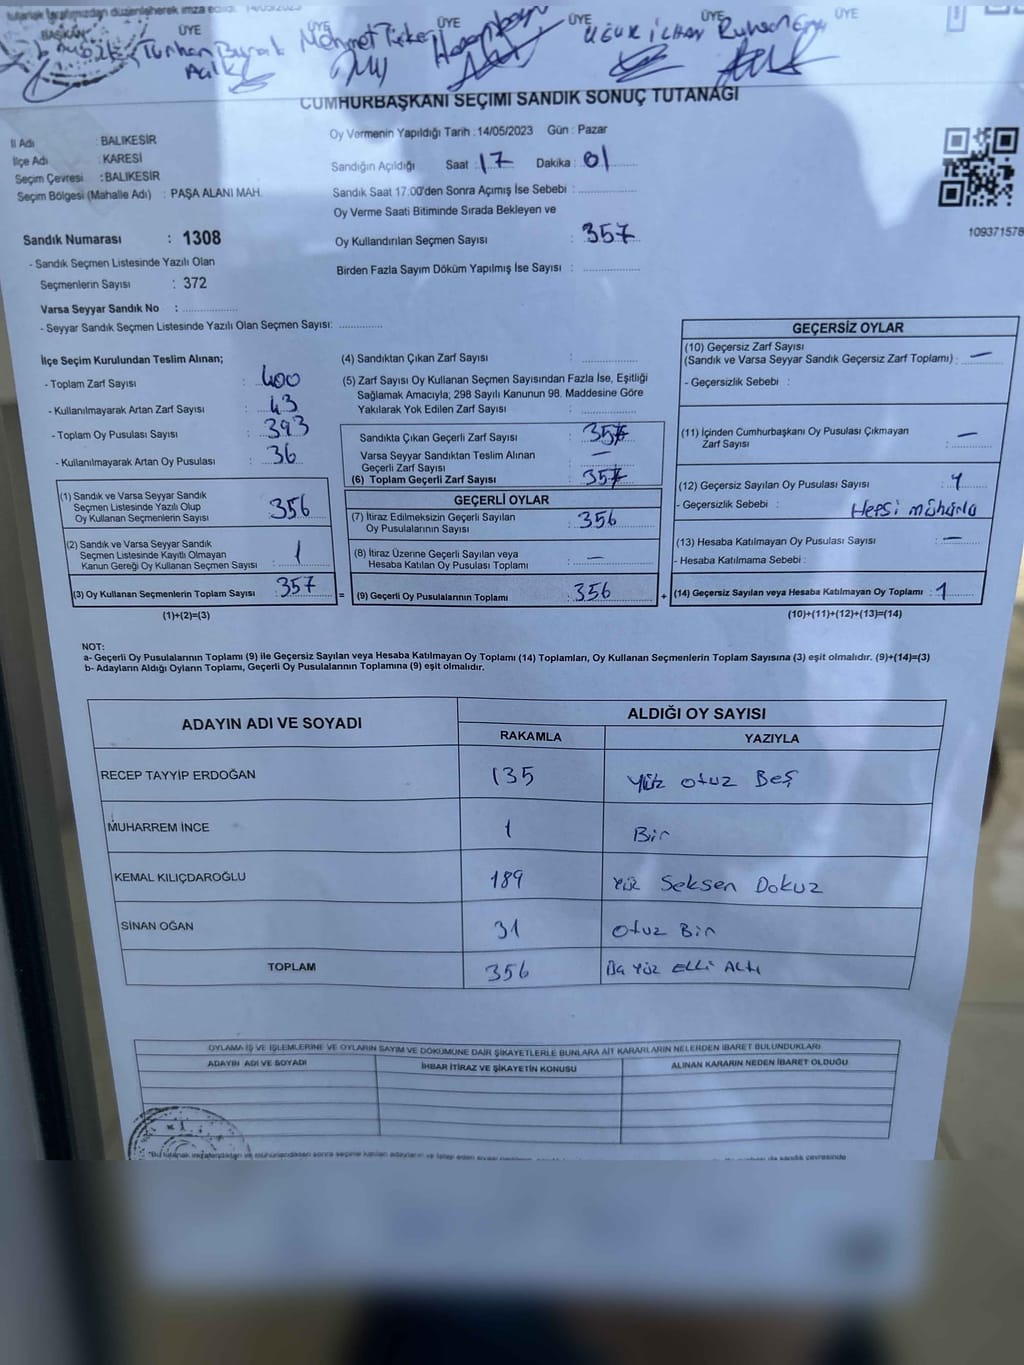 tutanak tarafımızdan düzenlenerek imza edildi. 14/05/2023
BAŞKAN ÜYE ÜYE ÜYE ÜYE ÜYE ÜYE
Turhan Burak Mehmet Türker Hasan UĞUR İLHAN Ruhsen
CUMHURBAŞKANI SEÇİMİ SANDIK SONUÇ TUTANAĞI
İl Adı : BALIKESİR
İlçe Adı : KARESİ
Seçim Çevresi : BALIKESİR
Seçim Bölgesi (Mahalle Adı) : PAŞA ALANI MAH.
Oy Vermenin Yapıldığı Tarih : 14/05/2023 Gün : Pazar
Sandığın Açıldığı Saat : 17 Dakika : 01
Sandık Saat 17:00'den Sonra Açımış İse Sebebi :
Oy Verme Saati Bitiminde Sırada Bekleyen ve
Oy Kullandırılan Seçmen Sayısı : 357
Birden Fazla Sayım Döküm Yapılmış İse Sayısı :
109371578
Sandık Numarası : 1308
- Sandık Seçmen Listesinde Yazılı Olan
Seçmenlerin Sayısı : 372
Varsa Seyyar Sandık No :
- Seyyar Sandık Seçmen Listesinde Yazılı Olan Seçmen Sayısı:
İlçe Seçim Kurulundan Teslim Alınan;
- Toplam Zarf Sayısı : 400
- Kullanılmayarak Artan Zarf Sayısı : 43
- Toplam Oy Pusulası Sayısı : 393
- Kullanılmayarak Artan Oy Pusulası : 36
(1) Sandık ve Varsa Seyyar Sandık
Seçmen Listesinde Yazılı Olup
Oy Kullanan Seçmenlerin Sayısı : 356
(2) Sandık ve Varsa Seyyar Sandık
Seçmen Listesinde Kayıtlı Olmayan
Kanun Gereği Oy Kullanan Seçmen Sayısı : 1
(3) Oy Kullanan Seçmenlerin Toplam Sayısı : 357 =
(1)+(2)=(3)
(4) Sandıktan Çıkan Zarf Sayısı :
(5) Zarf Sayısı Oy Kullanan Seçmen Sayısından Fazla İse, Eşitliği
Sağlamak Amacıyla; 298 Sayılı Kanunun 98. Maddesine Göre
Yakılarak Yok Edilen Zarf Sayısı :
Sandıkta Çıkan Geçerli Zarf Sayısı : 357
Varsa Seyyar Sandıktan Teslim Alınan
Geçerli Zarf Sayısı : —
(6) Toplam Geçerli Zarf Sayısı : 357
GEÇERLİ OYLAR
(7) İtiraz Edilmeksizin Geçerli Sayılan
Oy Pusulalarının Sayısı : 356
(8) İtiraz Üzerine Geçerli Sayılan veya
Hesaba Katılan Oy Pusulası Toplamı : —
(9) Geçerli Oy Pusulalarının Toplamı : 356 +
GEÇERSİZ OYLAR
(10) Geçersiz Zarf Sayısı
(Sandık ve Varsa Seyyar Sandık Geçersiz Zarf Toplamı) : —
- Geçersizlik Sebebi :
(11) İçinden Cumhurbaşkanı Oy Pusulası Çıkmayan
Zarf Sayısı : —
(12) Geçersiz Sayılan Oy Pusulası Sayısı : 1
- Geçersizlik Sebebi : Hepsi mühürlü
(13) Hesaba Katılmayan Oy Pusulası Sayısı : —
- Hesaba Katılmama Sebebi :
(14) Geçersiz Sayılan veya Hesaba Katılmayan Oy Toplamı : 1
(10)+(11)+(12)+(13)=(14)
NOT:
a- Geçerli Oy Pusulalarının Toplamı (9) ile Geçersiz Sayılan veya Hesaba Katılmayan Oy Toplamı (14) Toplamları, Oy Kullanan Seçmenlerin Toplam Sayısına (3) eşit olmalıdır. (9)+(14)=(3)
b- Adayların Aldığı Oyların Toplamı, Geçerli Oy Pusulalarının Toplamına (9) eşit olmalıdır.
ADAYIN ADI VE SOYADI ALDIĞI OY SAYISI
RAKAMLA YAZIYLA
RECEP TAYYİP ERDOĞAN 135 Yüz otuz Beş
MUHARREM İNCE 1 Bir
KEMAL KILIÇDAROĞLU 189 Yüz Seksen Dokuz
SİNAN OĞAN 31 Otuz Bir
TOPLAM 356 Üç Yüz Elli Altı
OYLAMA İŞ VE İŞLEMLERİNE VE OYLARIN SAYIM VE DÖKÜMÜNE DAİR ŞİKAYETLERLE BUNLARA AİT KARARLARIN NELERDEN İBARET BULUNDUKLARI
ADAYIN ADI VE SOYADI İHBAR İTİRAZ VE ŞİKAYETİN KONUSU ALINAN KARARIN NEDEN İBARET OLDUĞU